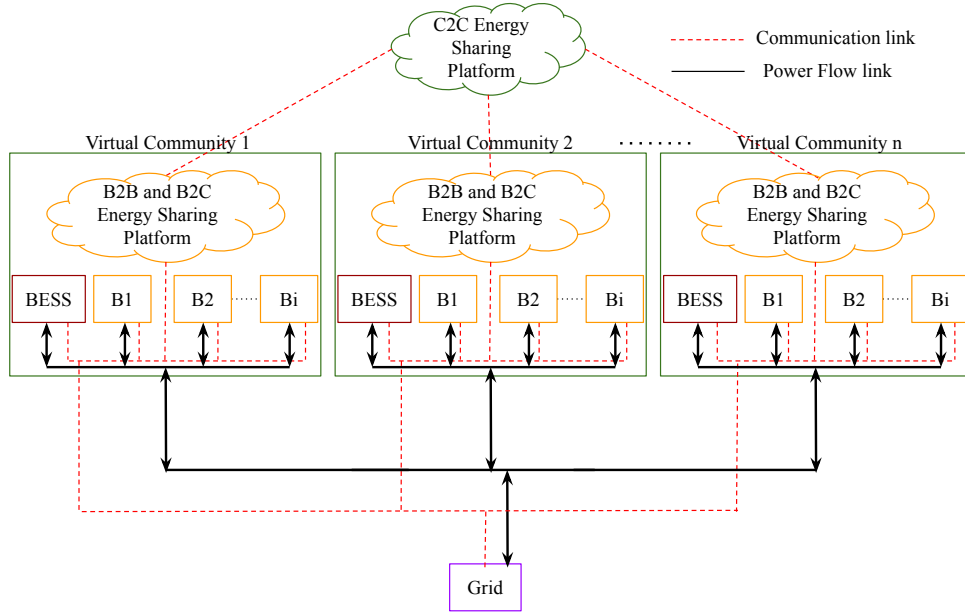 C2C Energy
Sharing
Platform
Communication link
Power Flow link
Virtual Community 1
Virtual Community 2
. . . . . . . .
Virtual Community n
B2B and B2C
Energy Sharing
Platform
B2B and B2C
Energy Sharing
Platform
B2B and B2C
Energy Sharing
Platform
BESS
B1
B2
......
Bi
BESS
B1
B2
......
Bi
BESS
B1
B2
......
Bi
Grid